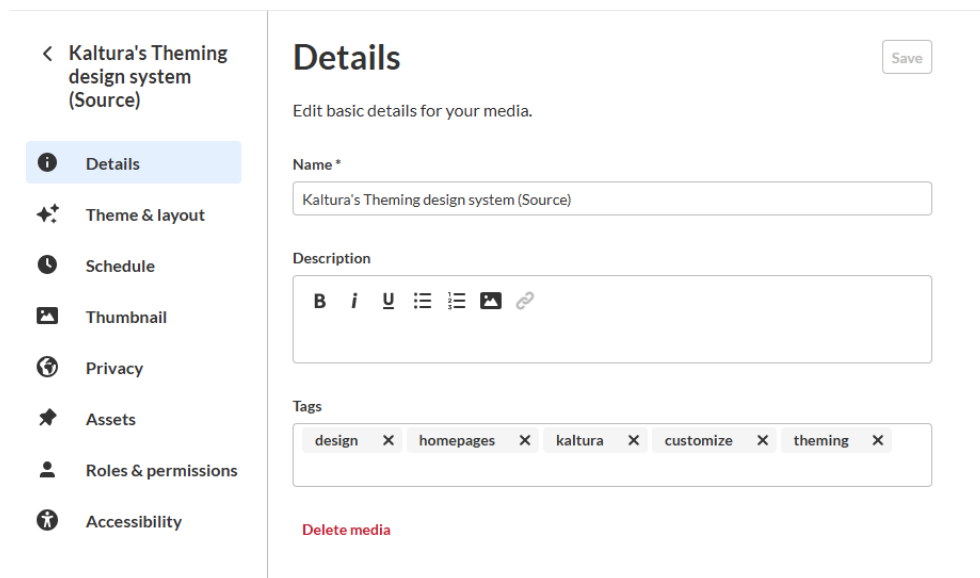 Kaltura's Theming
design system
(Source)
Details
Theme & layout
Schedule
Thumbnail
Privacy
Assets
Roles & permissions
Accessibility
Details
Save
Edit basic details for your media.
Name *
Kaltura's Theming design system (Source)
Description
B i U
Tags
design homepages kaltura customize theming
Delete media